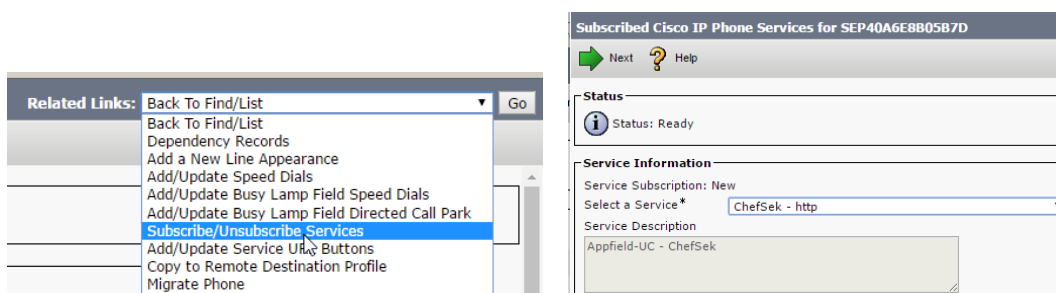 Related Links: Back To Find/List Go
Back To Find/List
Dependency Records
Add a New Line Appearance
Add/Update Speed Dials
Add/Update Busy Lamp Field Speed Dials
Add/Update Busy Lamp Field Directed Call Park
Subscribe/Unsubscribe Services
Add/Update Service URL Buttons
Copy to Remote Destination Profile
Migrate Phone
Subscribed Cisco IP Phone Services for SEP40A6E8B05B7D
Next Help
Status
Status: Ready
Service Information
Service Subscription: New
Select a Service* ChefSek - http
Service Description
Appfield-UC - ChefSek